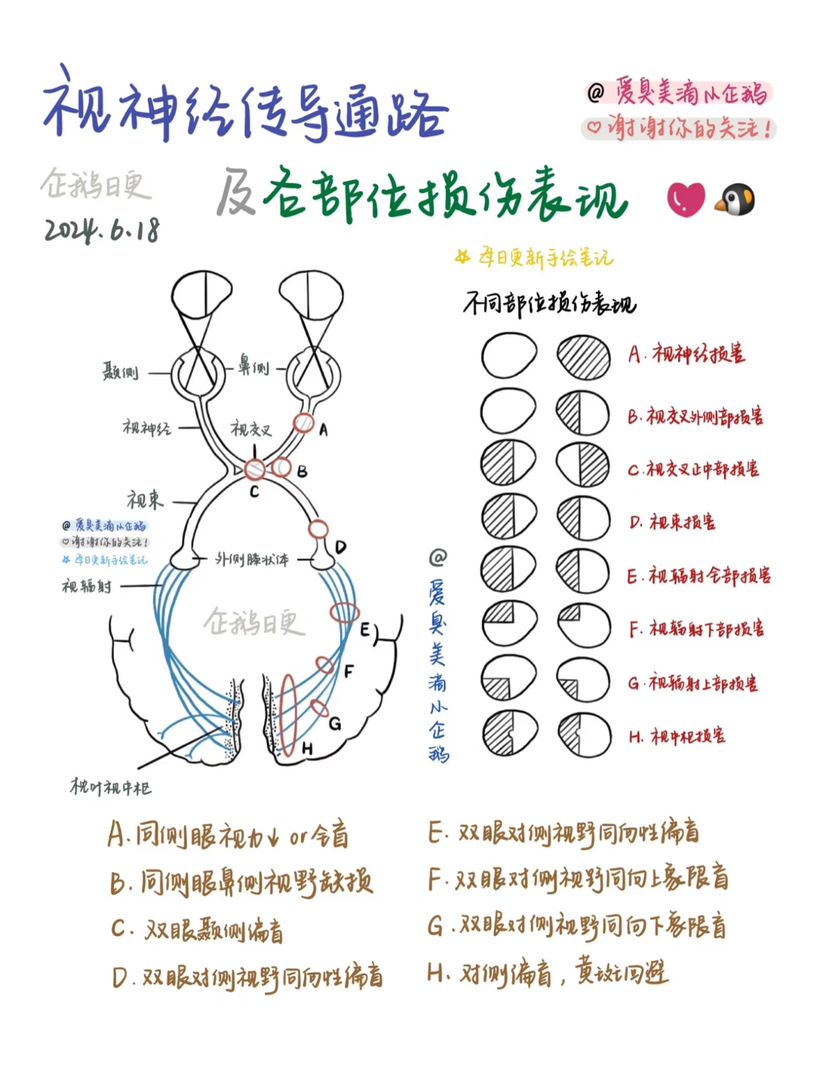 视神经传导通路
@爱臭美滴小企鹅
♡谢谢你的关注!
企鹅日更
及各部位损伤表现
2024.6.18
每日更新手绘笔记
不同部位损伤表现
颞侧
鼻侧
视神经
视交叉
A
B
C
视束
@爱臭美滴小企鹅
♡谢谢你的关注!
每日更新手绘笔记
D
外侧膝状体
视辐射
企鹅日更
E
F
G
H
枕叶视中枢
@爱臭美滴小企鹅
A.视神经损害
B.视交叉外侧部损害
C.视交叉正中部损害
D.视束损害
E.视辐射全部损害
F.视辐射下部损害
G.视辐射上部损害
H.视中枢损害
A.同侧眼视力↓or全盲
B.同侧眼鼻侧视野缺损
C.双眼颞侧偏盲
D.双眼对侧视野同向性偏盲
E.双眼对侧视野同向性偏盲
F.双眼对侧视野同向上象限盲
G.双眼对侧视野同向下象限盲
H.对侧偏盲,黄斑回避